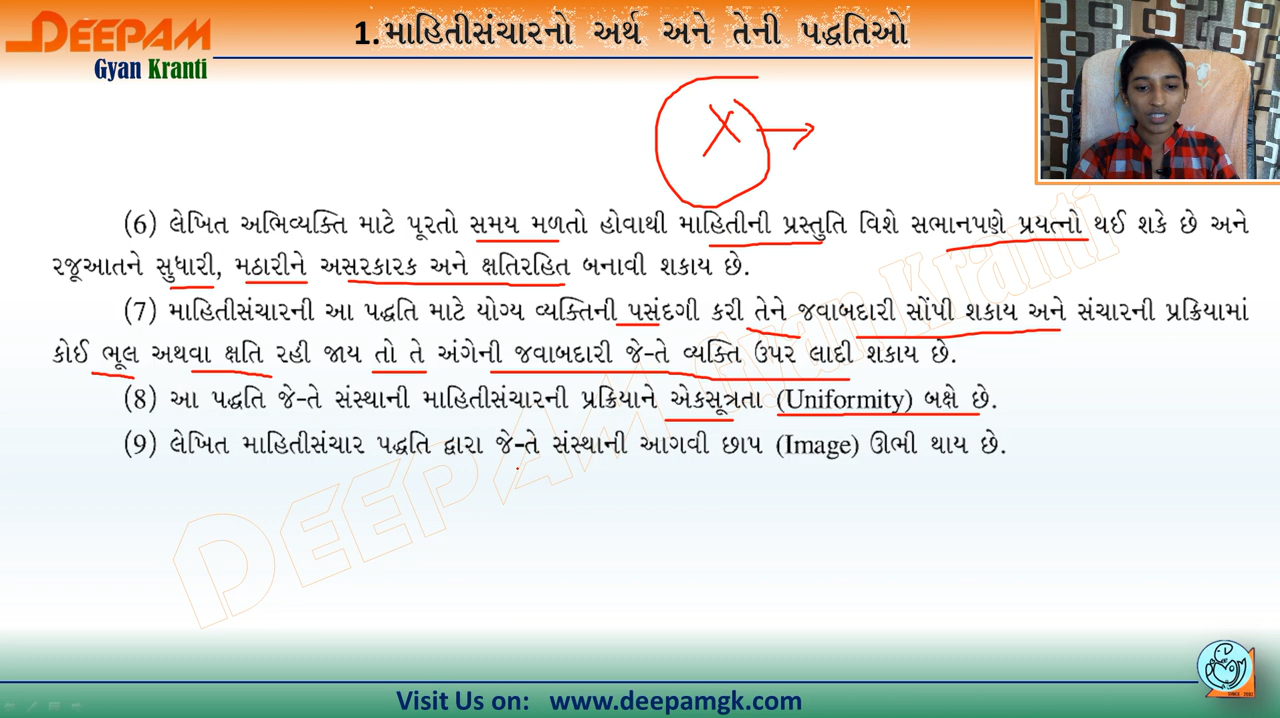 DEEPAM
Gyan Kranti
1.માહિતીસંચારનો અર્થ અને તેની પદ્ધતિઓ
X
(6) લેખિત અભિવ્યક્તિ માટે પૂરતો સમય મળતો હોવાથી માહિતીની પ્રસ્તુતિ વિશે સભાનપણે પ્રયત્નો થઈ શકે છે અને
રજૂઆતને સુધારી, મઠારીને અસરકારક અને ક્ષતિરહિત બનાવી શકાય છે.
(7) માહિતીસંચારની આ પદ્ધતિ માટે યોગ્ય વ્યક્તિની પસંદગી કરી તેને જવાબદારી સોંપી શકાય અને સંચારની પ્રક્રિયામાં
કોઈ ભૂલ અથવા ક્ષતિ રહી જાય તો તે અંગેની જવાબદારી જે-તે વ્યક્તિ ઉપર લાદી શકાય છે.
(8) આ પદ્ધતિ જે-તે સંસ્થાની માહિતીસંચારની પ્રક્રિયાને એકસૂત્રતા (Uniformity) બક્ષે છે.
(9) લેખિત માહિતીસંચાર પદ્ધતિ દ્વારા જે-તે સંસ્થાની આગવી છાપ (Image) ઊભી થાય છે.
DEEPAM Gyan Kranti
Visit Us on: www.deepamgk.com